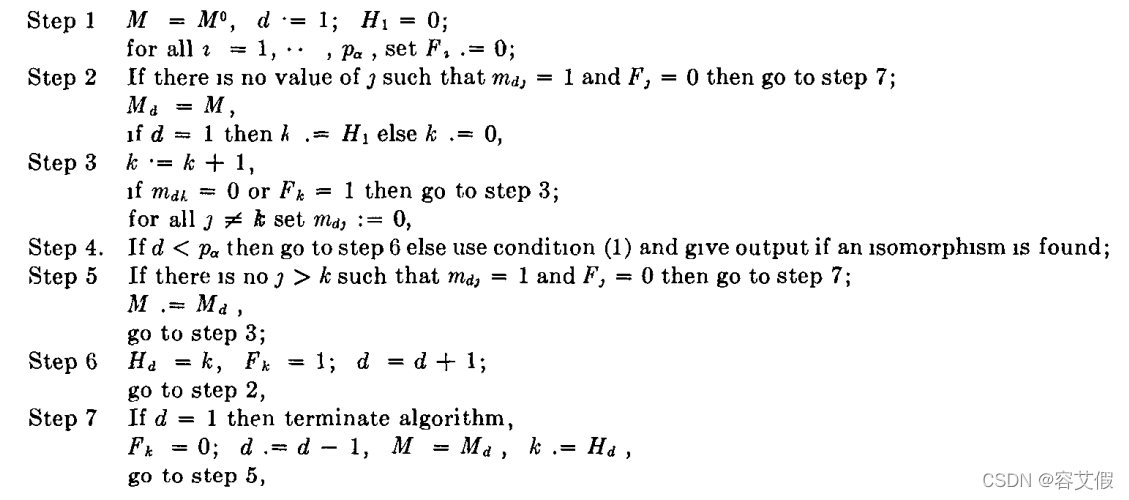 Step 1 M = M⁰, d := 1; H₁ = 0;
for all i = 1, ·· , pα , set Fᵢ .= 0;
Step 2 If there is no value of j such that m_dj = 1 and F_j = 0 then go to step 7;
M_d = M,
if d = 1 then k .= H₁ else k .= 0,
Step 3 k := k + 1,
if m_dk = 0 or F_k = 1 then go to step 3;
for all j ≠ k set m_dj := 0,
Step 4. If d < pα then go to step 6 else use condition (1) and give output if an isomorphism is found;
Step 5 If there is no j > k such that m_dj = 1 and F_j = 0 then go to step 7;
M .= M_d ,
go to step 3;
Step 6 H_d = k, F_k = 1; d = d + 1;
go to step 2,
Step 7 If d = 1 then terminate algorithm,
F_k = 0; d .= d − 1, M = M_d , k .= H_d ,
go to step 5,
CSDN @容艾假